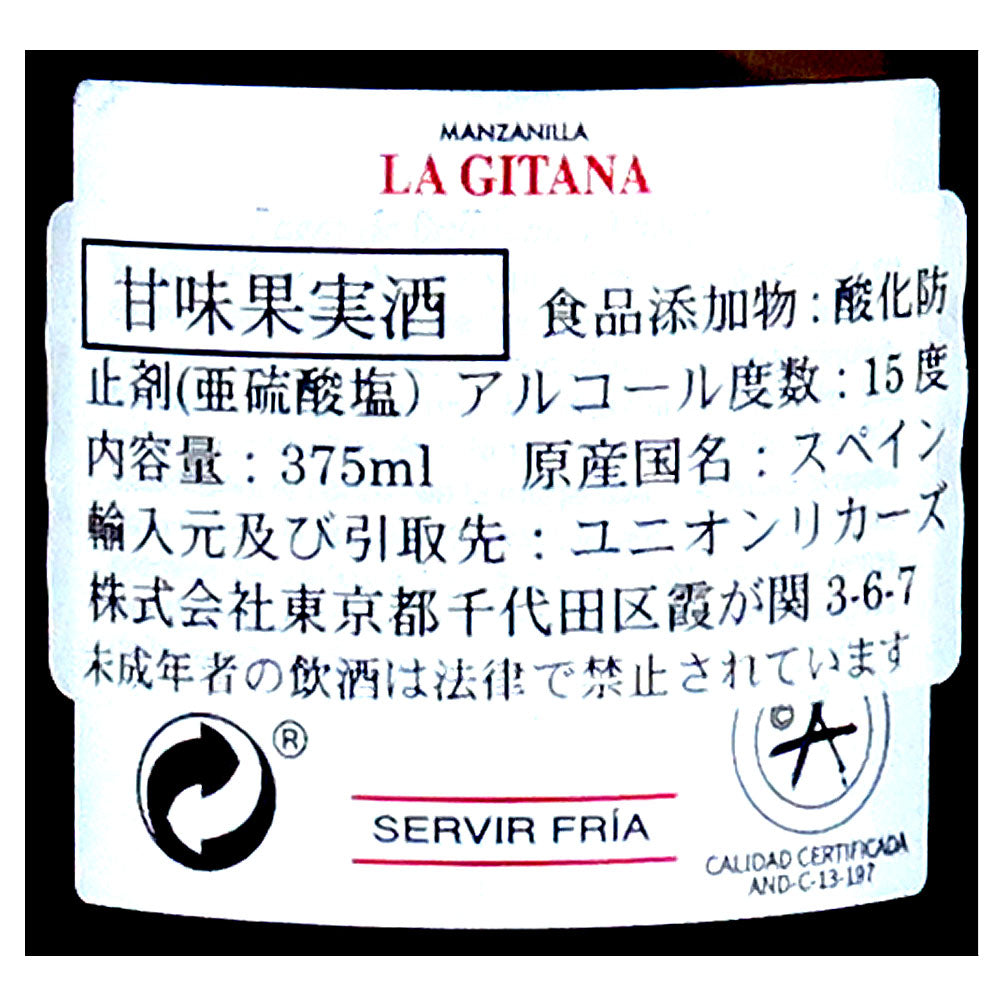 MANZANILLA
LA GITANA
甘味果実酒 食品添加物:酸化防
止剤(亜硫酸塩) アルコール度数:15度
内容量:375ml 原産国名:スペイン
輸入元及び引取先:ユニオンリカーズ
株式会社東京都千代田区霞が関3-6-7
未成年者の飲酒は法律で禁止されています
®
©
SERVIR FRÍA
CALIDAD CERTIFICADA
AND-C-13-197